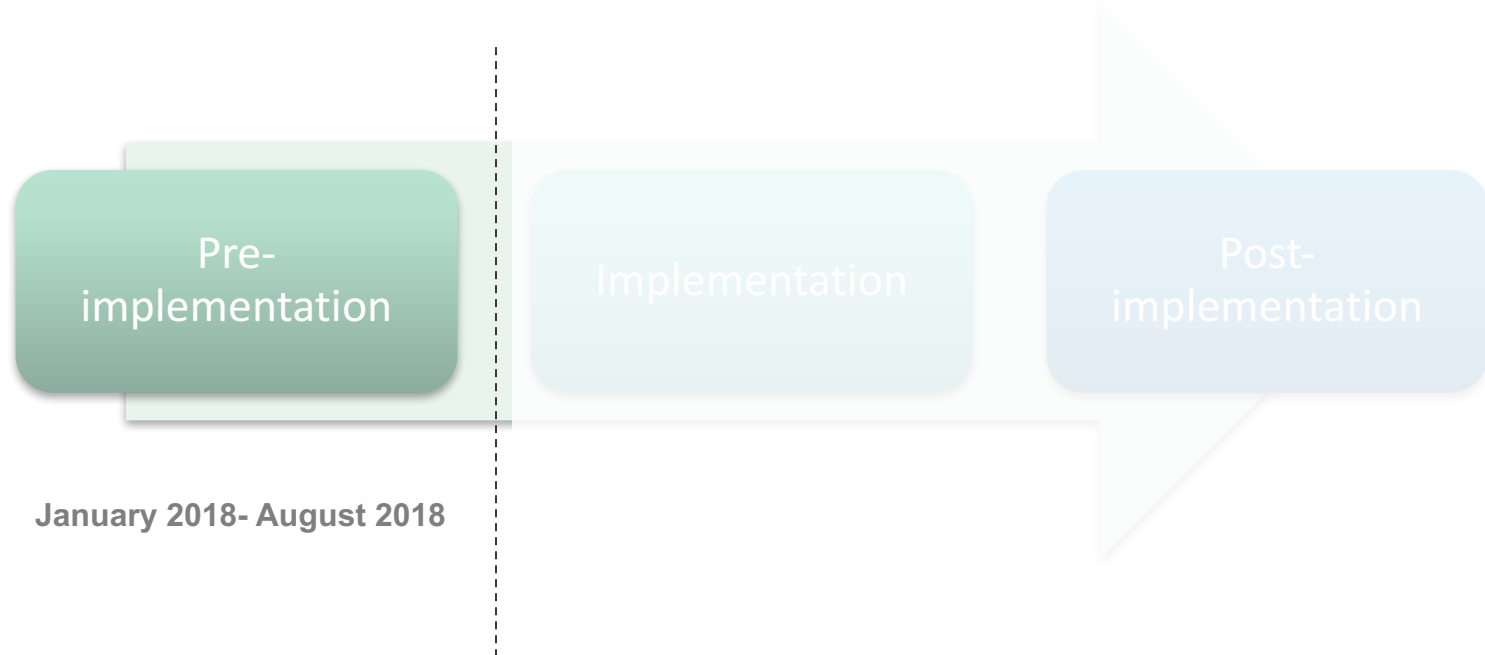 Pre-
implementation
Implementation
Post-
implementation
January 2018- August 2018